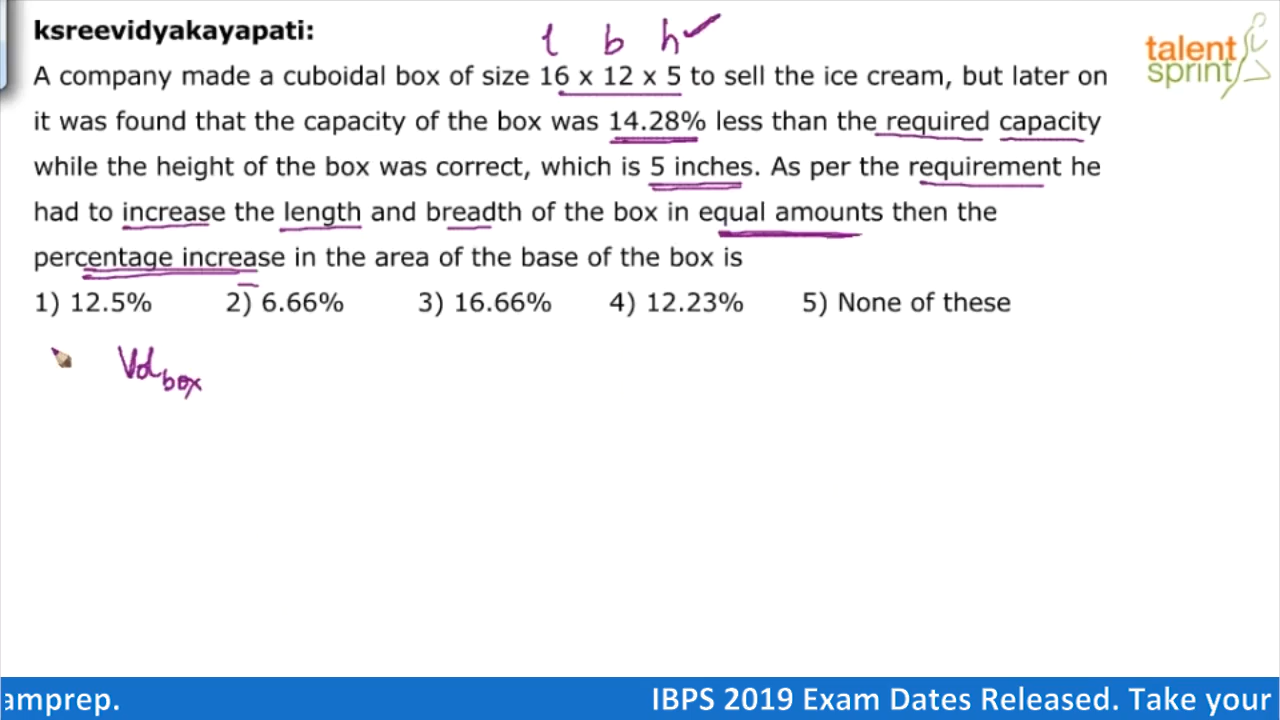 ksreevidyakayapati:
l b h
talent
sprint
A company made a cuboidal box of size 16 x 12 x 5 to sell the ice cream, but later on
it was found that the capacity of the box was 14.28% less than the required capacity
while the height of the box was correct, which is 5 inches. As per the requirement he
had to increase the length and breadth of the box in equal amounts then the
percentage increase in the area of the base of the box is
1) 12.5% 2) 6.66% 3) 16.66% 4) 12.23% 5) None of these
Vol box
amprep. IBPS 2019 Exam Dates Released. Take your